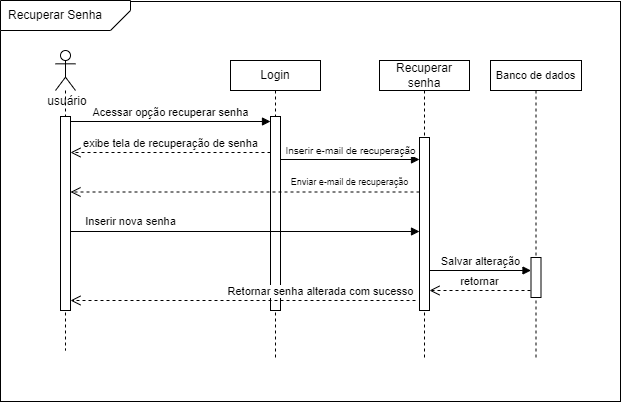 Recuperar Senha
usuário
Login
Recuperar
senha
Banco de dados
Acessar opção recuperar senha
exibe tela de recuperação de senha
Inserir e-mail de recuperação
Enviar e-mail de recuperação
Inserir nova senha
Salvar alteração
retornar
Retornar senha alterada com sucesso